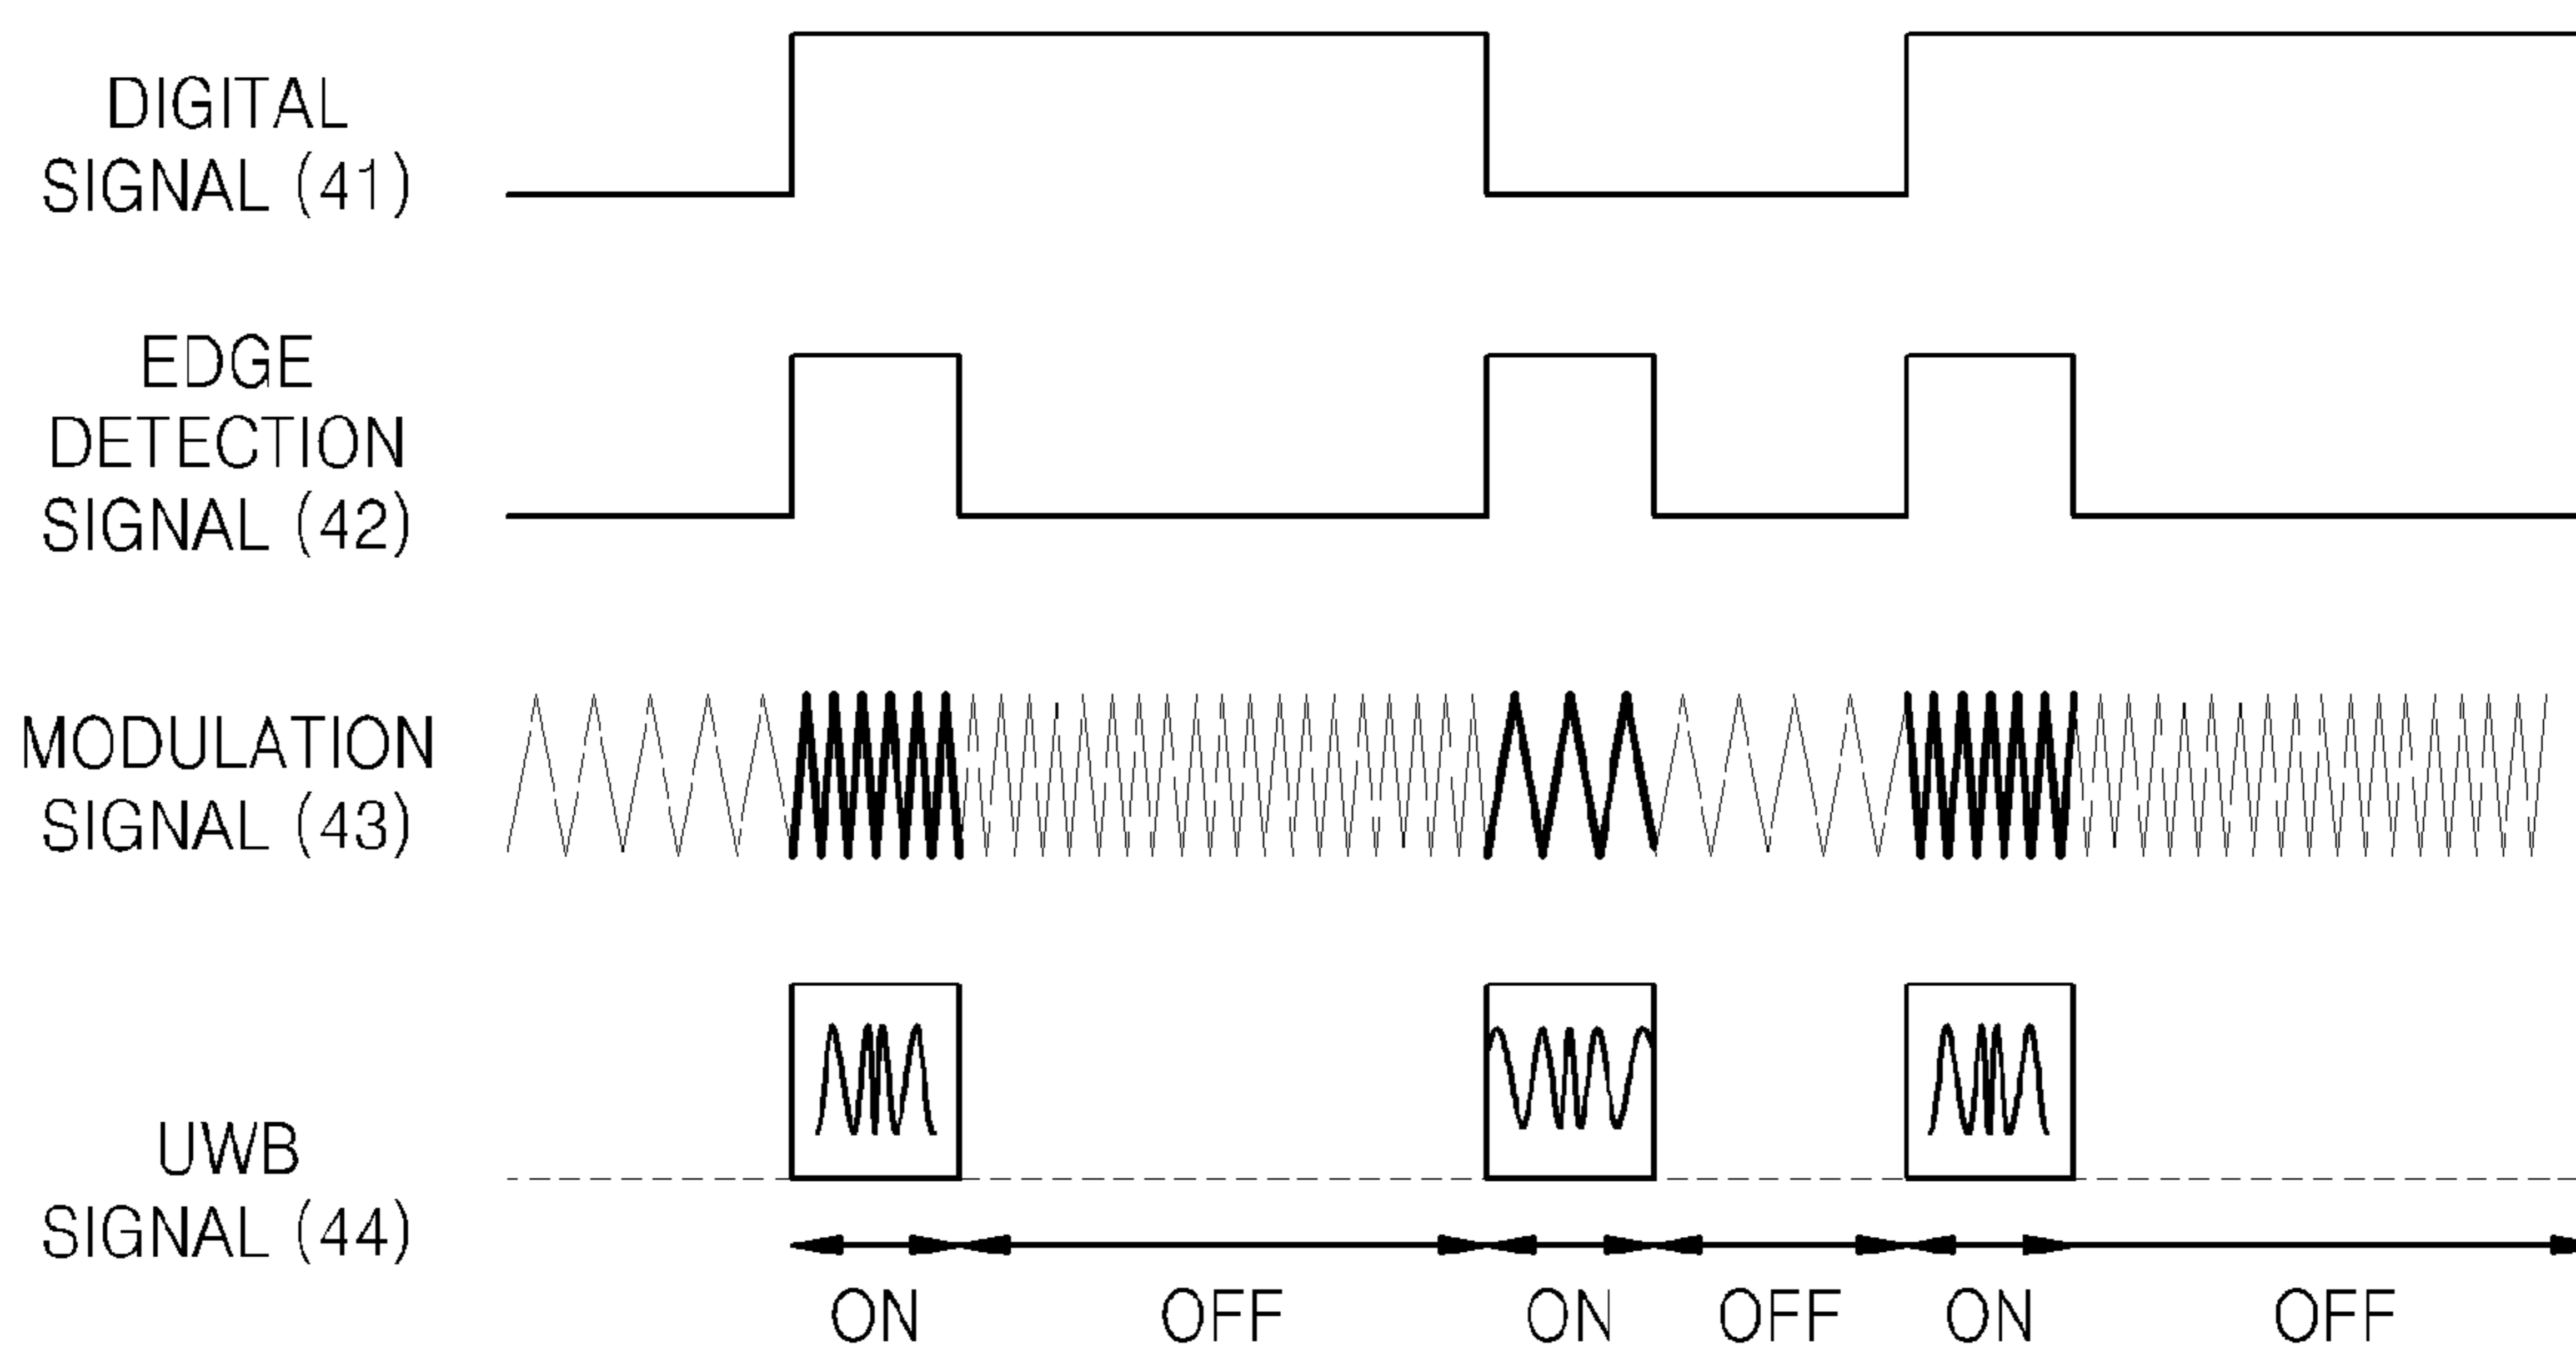 DIGITAL
SIGNAL (41)
EDGE
DETECTION
SIGNAL (42)
MODULATION
SIGNAL (43)
UWB
SIGNAL (44)
ON OFF ON OFF ON OFF